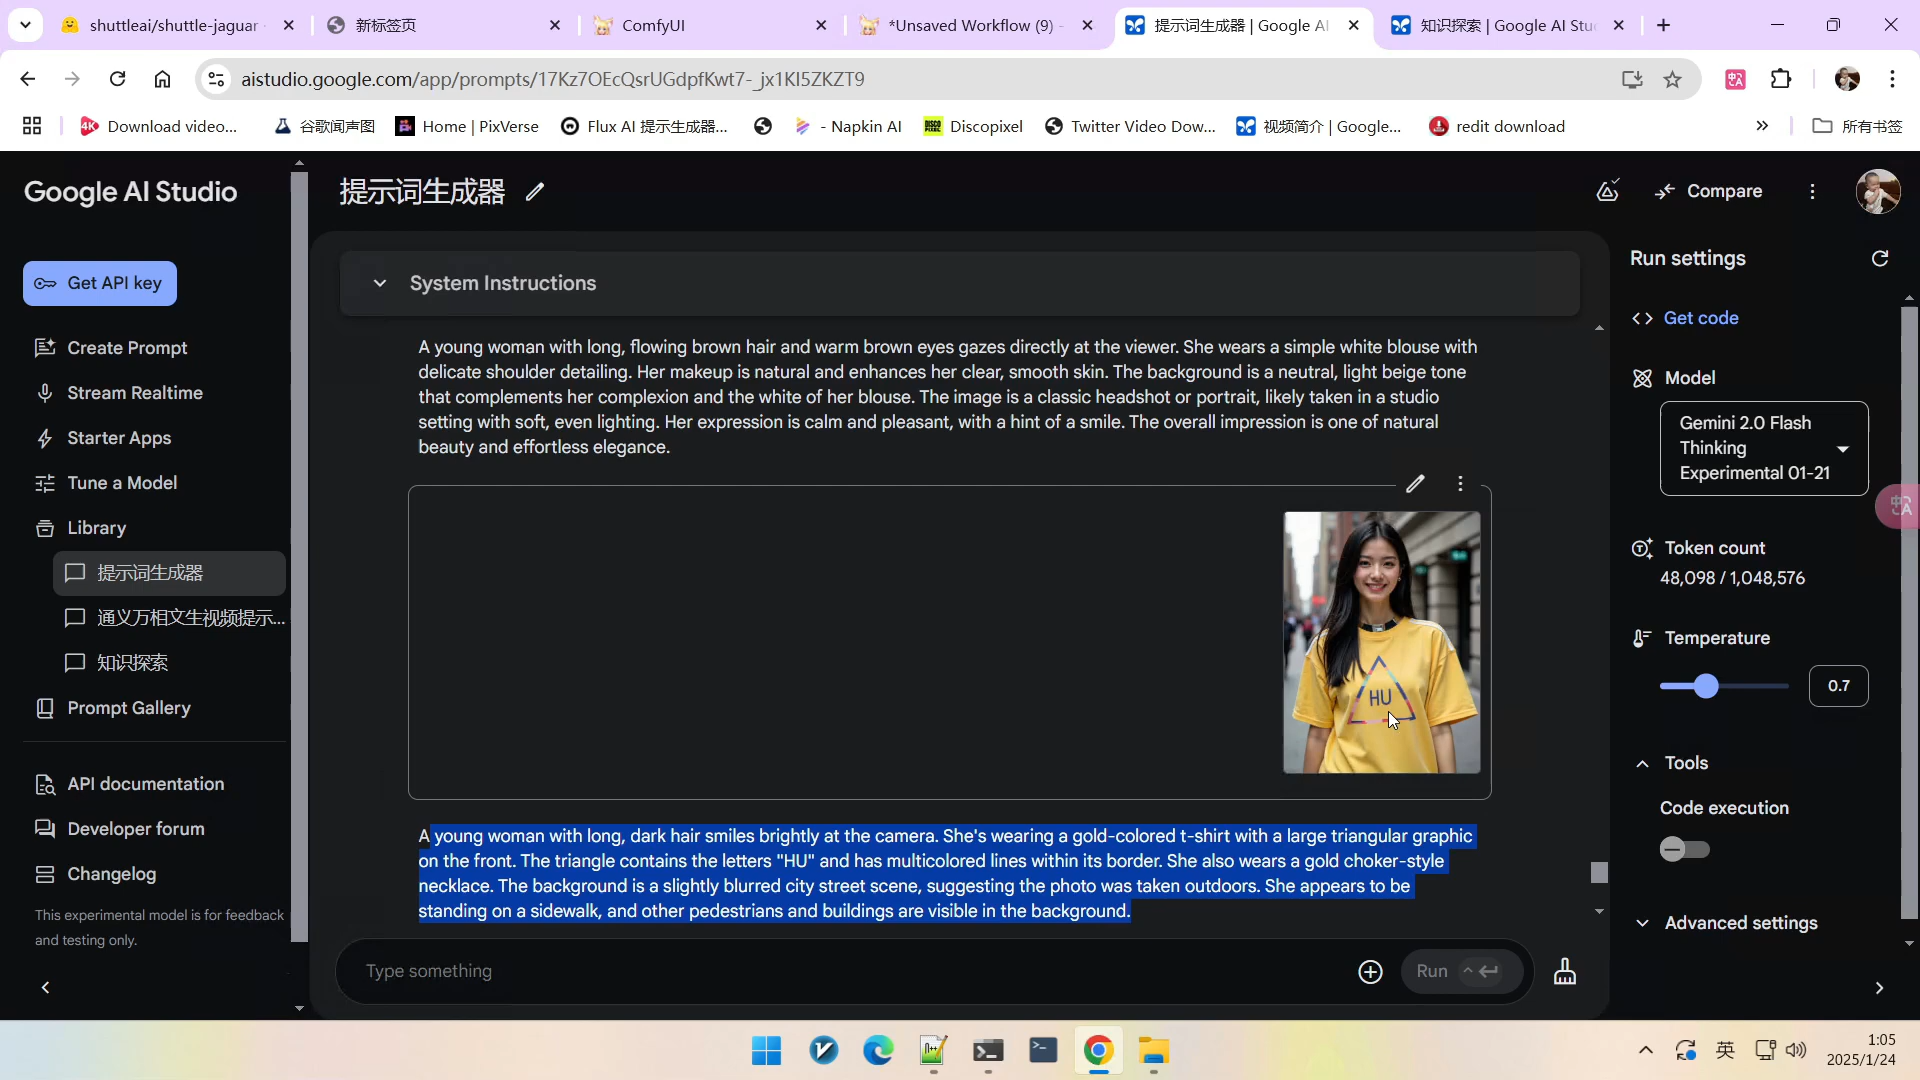 shuttleai/shuttle-jaguar
新标签页
ComfyUI
*Unsaved Workflow (9) -
提示词生成器 | Google AI
知识探索 | Google AI Stu
aistudio.google.com/app/prompts/17Kz7OEcQsrUGdpfKwt7-_jx1KI5ZKZT9
Download video...
谷歌闻声图
Home | PixVerse
Flux AI 提示生成器...
- Napkin AI
Discopixel
Twitter Video Dow...
视频简介 | Google...
redit download
所有书签
Google AI Studio
提示词生成器
Compare
Get API key
Create Prompt
Stream Realtime
Starter Apps
Tune a Model
Library
提示词生成器
通义万相文生视频提示...
知识探索
Prompt Gallery
API documentation
Developer forum
Changelog
This experimental model is for feedback
and testing only.
System Instructions
A young woman with long, flowing brown hair and warm brown eyes gazes directly at the viewer. She wears a simple white blouse with
delicate shoulder detailing. Her makeup is natural and enhances her clear, smooth skin. The background is a neutral, light beige tone
that complements her complexion and the white of her blouse. The image is a classic headshot or portrait, likely taken in a studio
setting with soft, even lighting. Her expression is calm and pleasant, with a hint of a smile. The overall impression is one of natural
beauty and effortless elegance.
HU
A young woman with long, dark hair smiles brightly at the camera. She's wearing a gold-colored t-shirt with a large triangular graphic
on the front. The triangle contains the letters "HU" and has multicolored lines within its border. She also wears a gold choker-style
necklace. The background is a slightly blurred city street scene, suggesting the photo was taken outdoors. She appears to be
standing on a sidewalk, and other pedestrians and buildings are visible in the background.
Type something
Run
Run settings
Get code
Model
Gemini 2.0 Flash
Thinking
Experimental 01-21
Token count
48,098 / 1,048,576
Temperature
0.7
Tools
Code execution
Advanced settings
英
1:05
2025/1/24